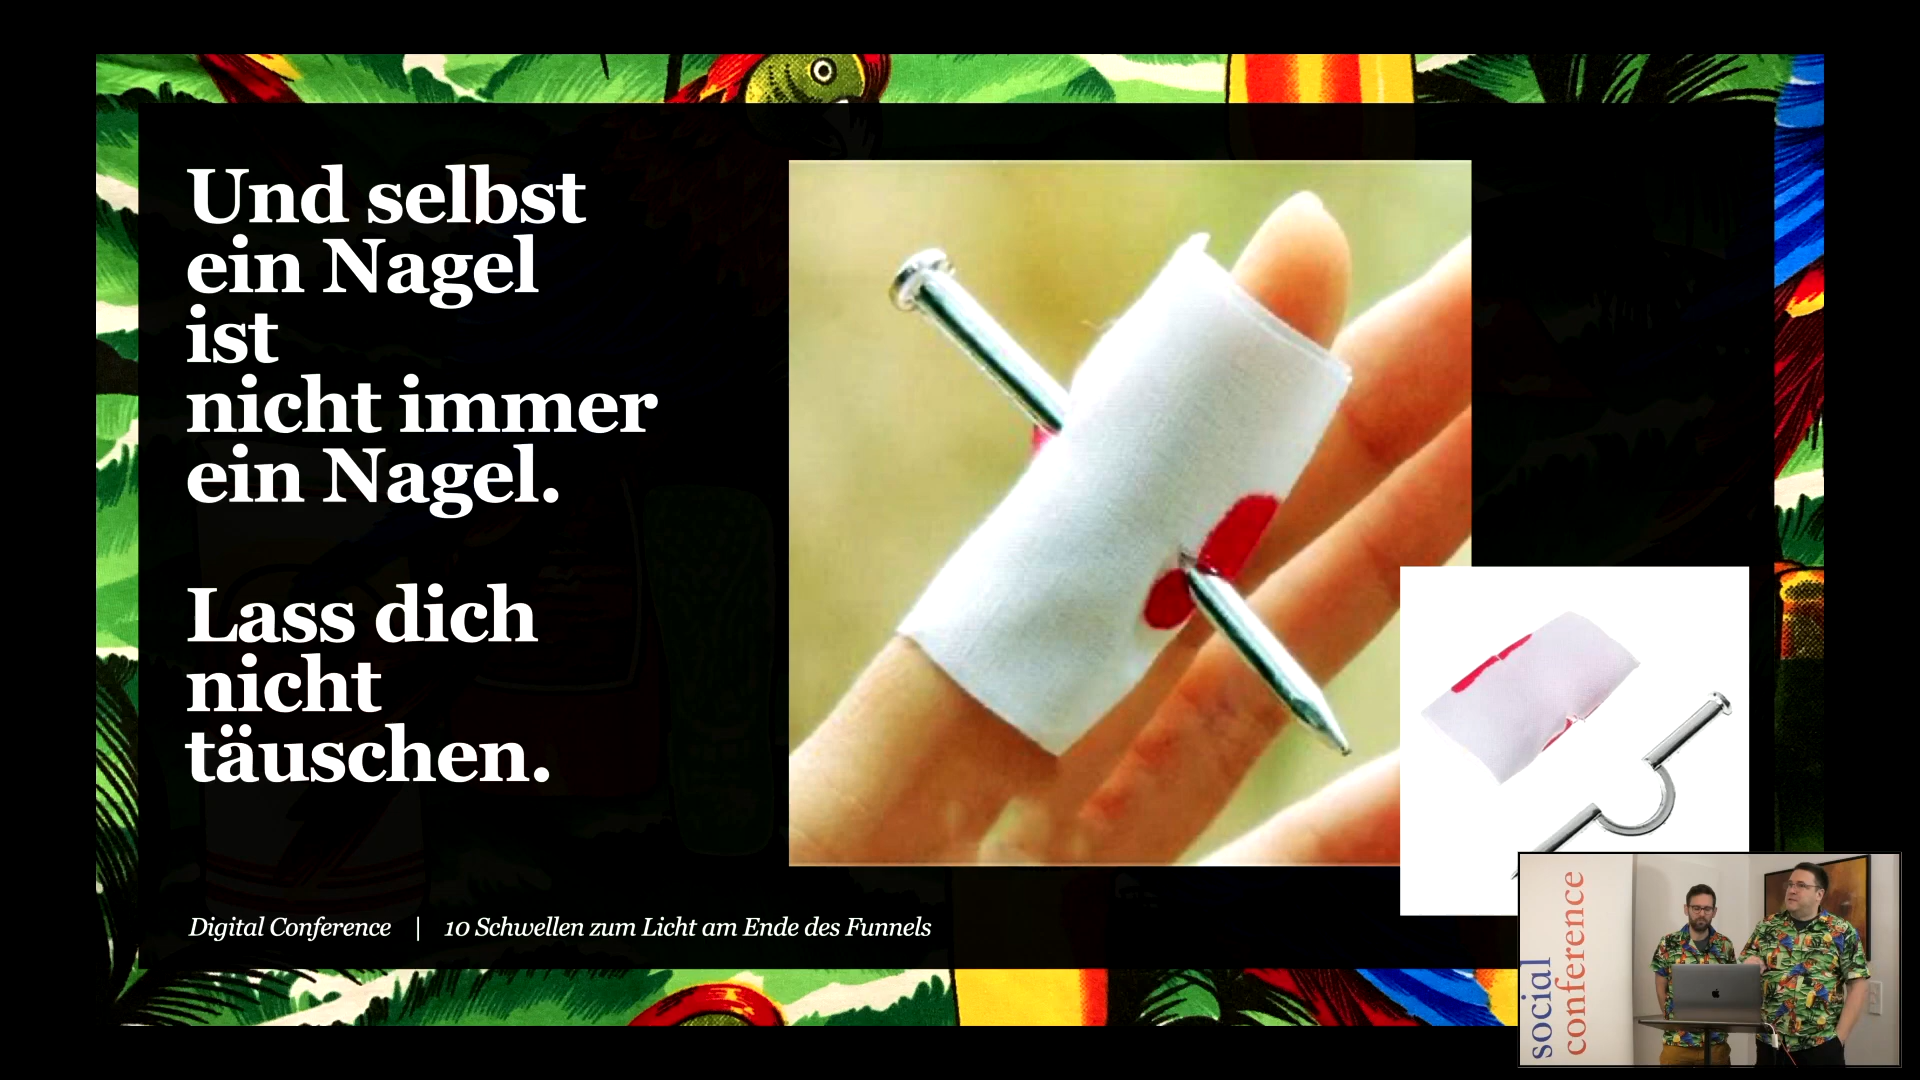 Und selbst
ein Nagel
ist
nicht immer
ein Nagel.
Lass dich
nicht
täuschen.
Digital Conference | 10 Schwellen zum Licht am Ende des Funnels
social
conference